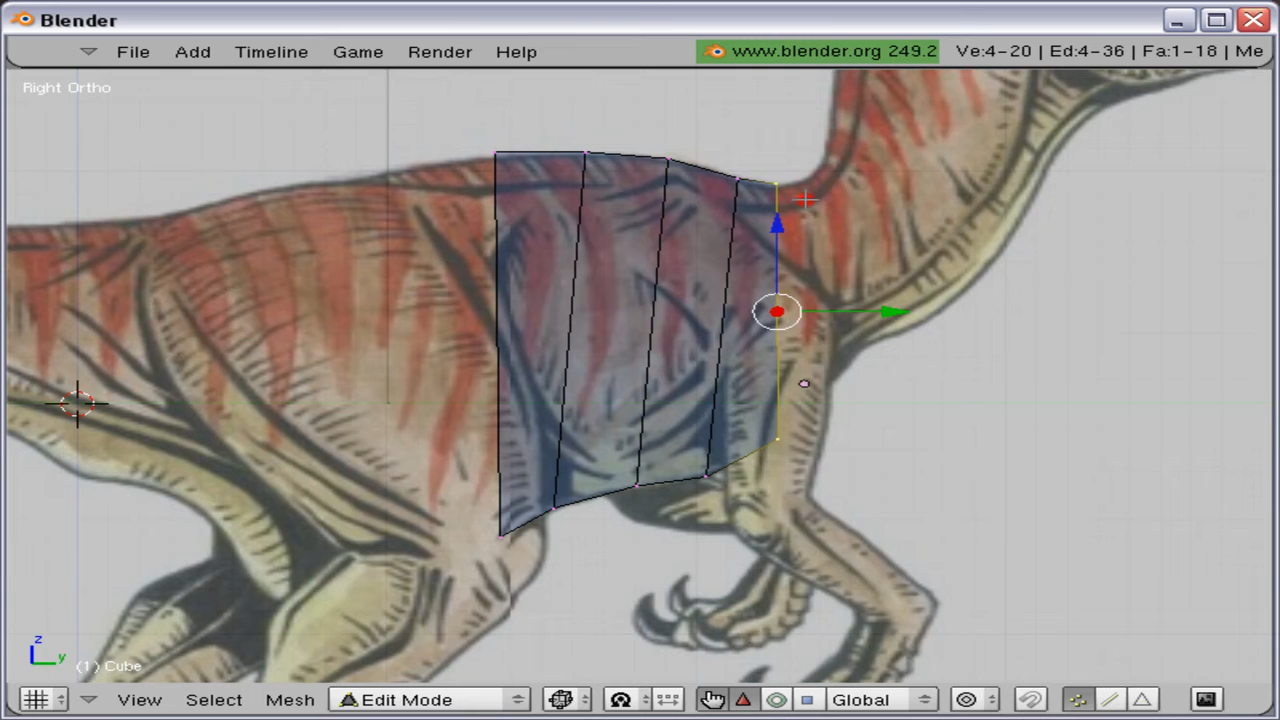 Blender
File Add Timeline Game Render Help www.blender.org 249.2 Ve:4-20 | Ed:4-36 | Fa:1-18 | Me
Right Ortho
z
y
(1) Cube
View Select Mesh Edit Mode Global